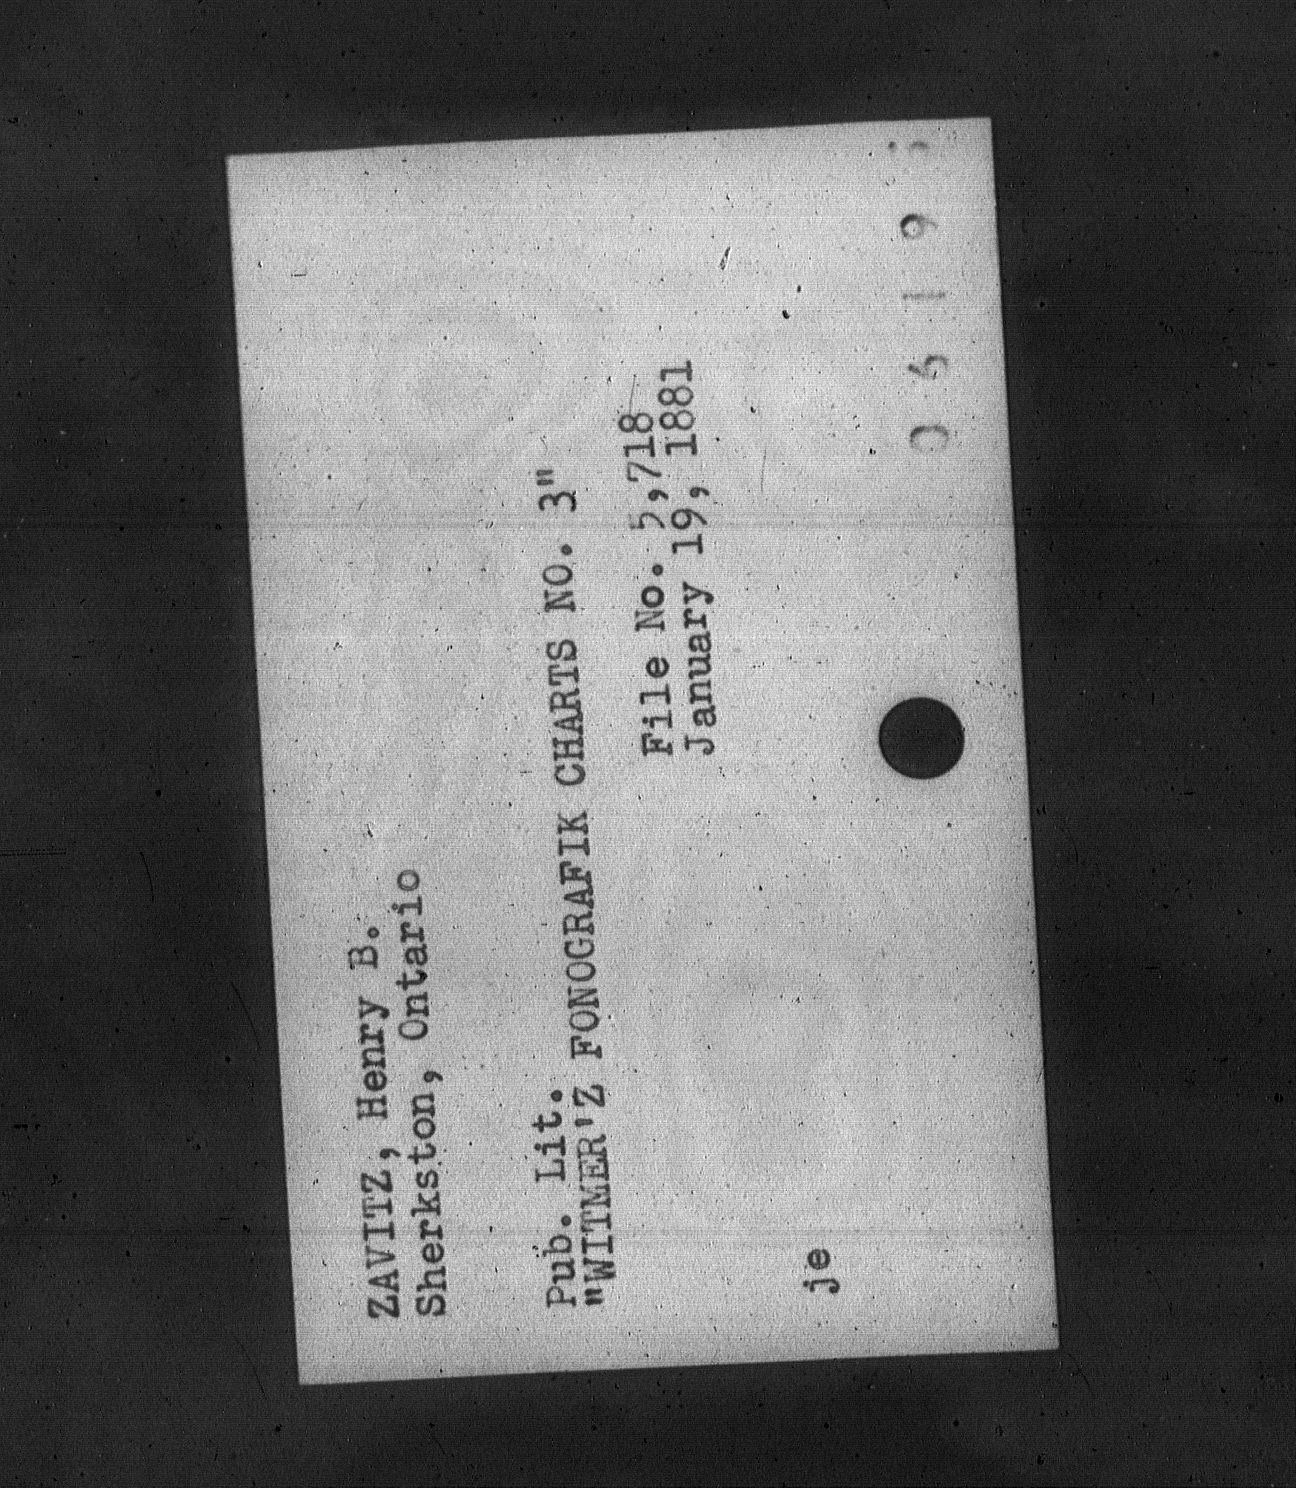 ZAVITZ, Henry B.
Sherkston, Ontario
Pub. Lit.
"WITMER'Z FONOGRAFIK CHARTS NO. 3"
File No. 5,718
January 19, 1881
je